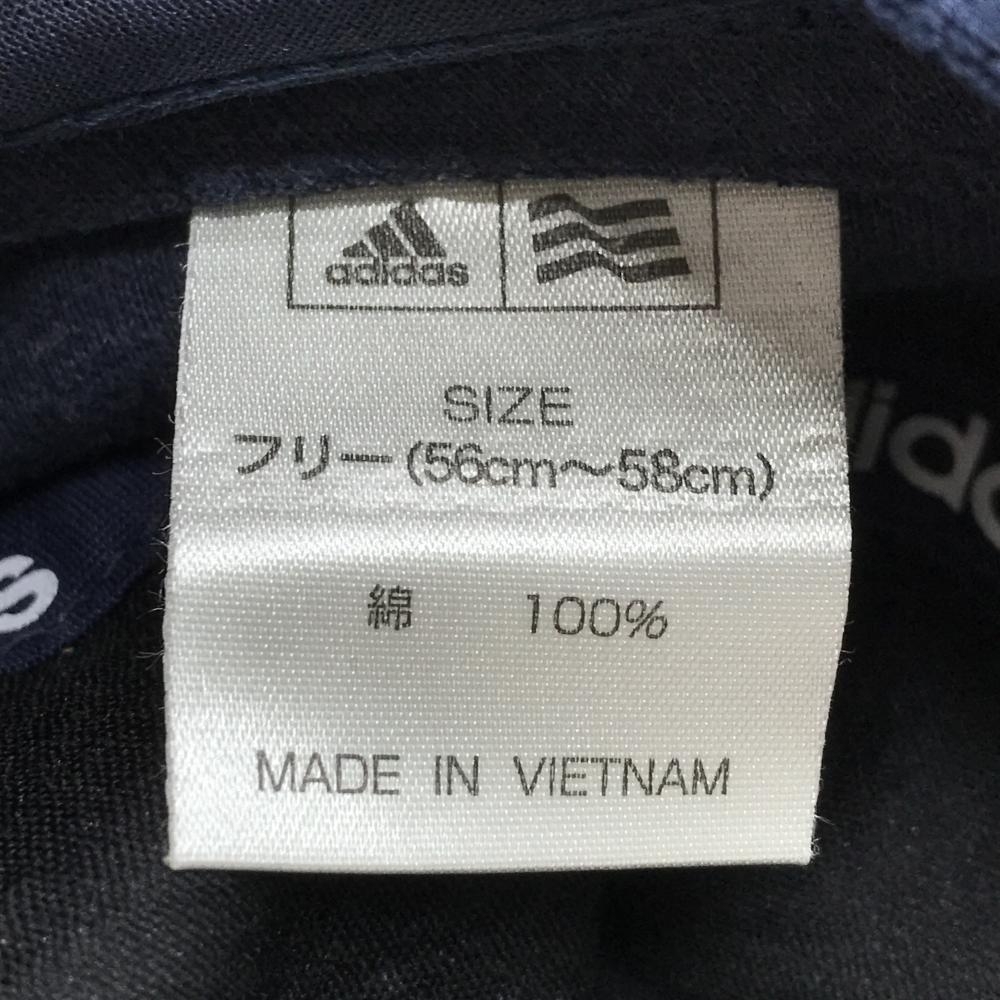 adidas
SIZE
フリー(56cm〜58cm)
綿 100%
MADE IN VIETNAM